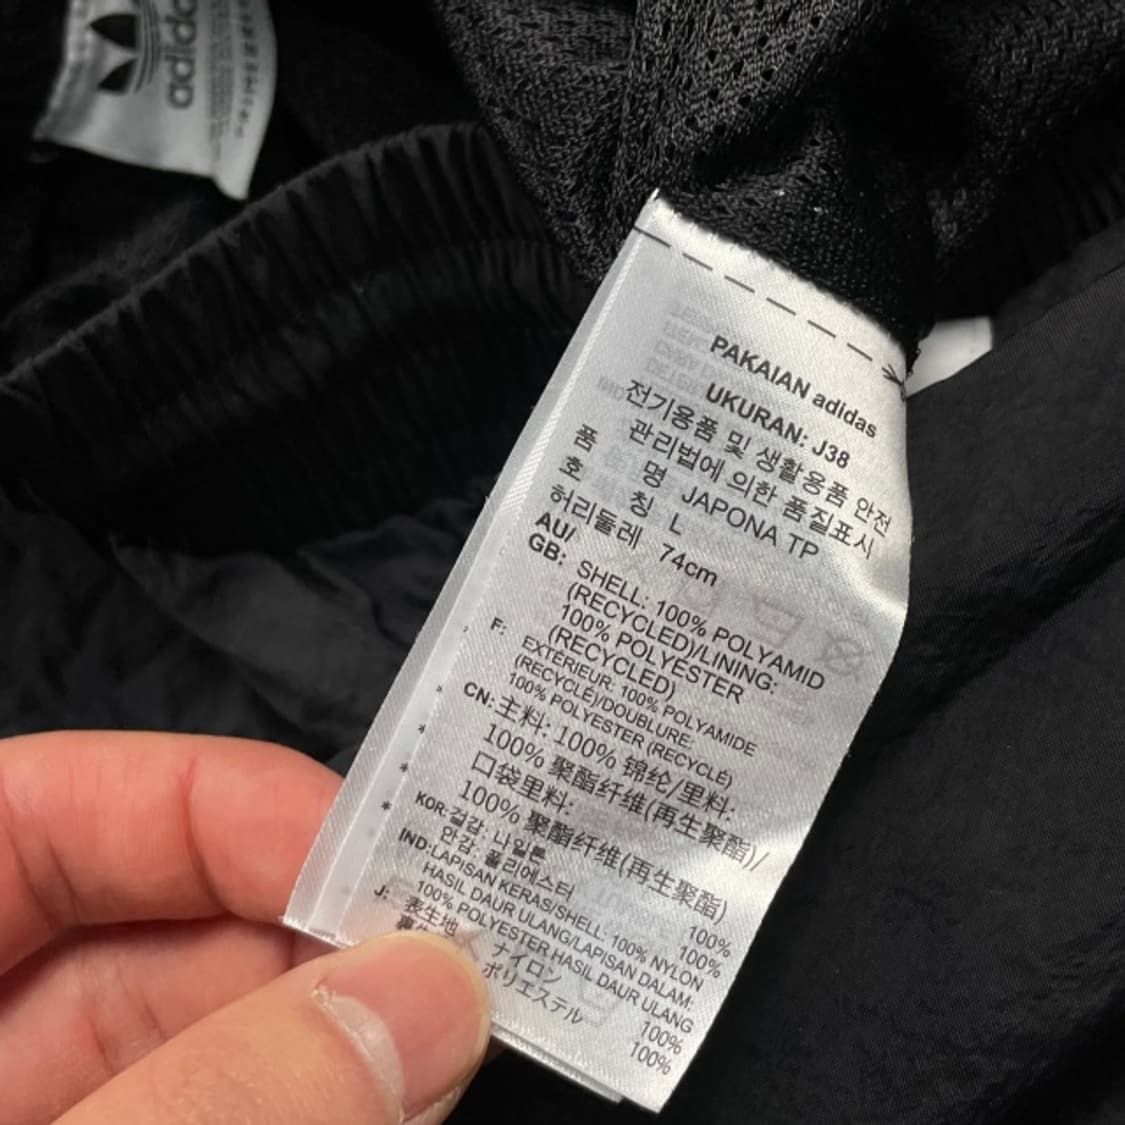 adidas
PAKAIAN adidas
UKURAN: J38
전기용품 및 생활용품 안전
관리법에 의한 품질표시
품 명 JAPONA TP
호 칭 L
허리둘레 74cm
AU/
GB: SHELL: 100% POLYAMID
(RECYCLED)/LINING:
100% POLYESTER
(RECYCLED)
F: EXTÉRIEUR: 100% POLYAMIDE
(RECYCLÉ)/DOUBLURE:
100% POLYESTER (RECYCLÉ)
CN: 主料: 100% 锦纶/里料:
100% 聚酯纤维(再生聚酯)/
口袋里料:
100% 聚酯纤维(再生聚酯)
KOR: 겉감: 나일론 100%
안감: 폴리에스터 100%
IND: LAPISAN KERAS/SHELL: 100% NYLON
HASIL DAUR ULANG/LAPISAN DALAM:
100% POLYESTER HASIL DAUR ULANG
J: 表生地 ナイロン 100%
ポリエステル 100%